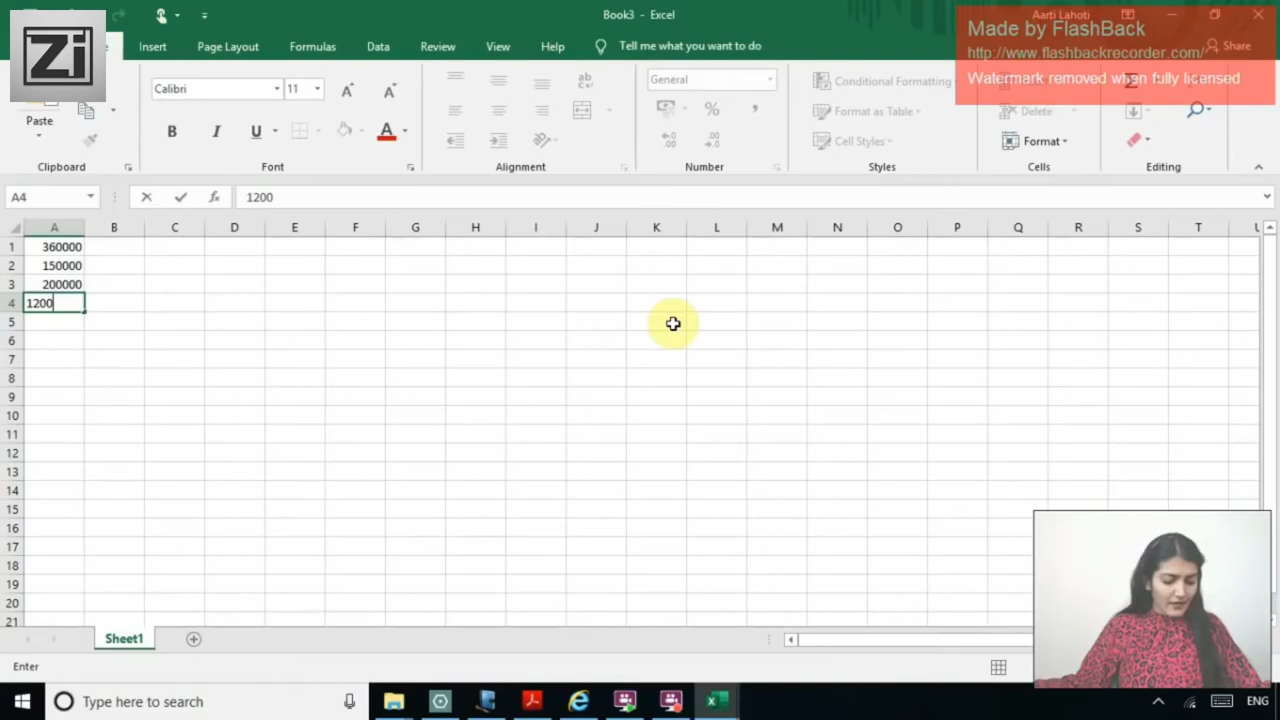 Zi
Book3 - Excel
Aarti Lahoti
Made by FlashBack
http://www.flashbackrecorder.com/
Watermark removed when fully licensed
Insert
Page Layout
Formulas
Data
Review
View
Help
Tell me what you want to do
Share
Paste
Calibri
11
B I U
General
Conditional Formatting
Format as Table
Cell Styles
Delete
Format
Clipboard
Font
Alignment
Number
Styles
Cells
Editing
A4
fx
1200
A B C D E F G H I J K L M N O P Q R S T U
1 360000
2 150000
3 200000
4 1200
5
6
7
8
9
10
11
12
13
14
15
16
17
18
19
20
21
Sheet1
Enter
Type here to search
ENG